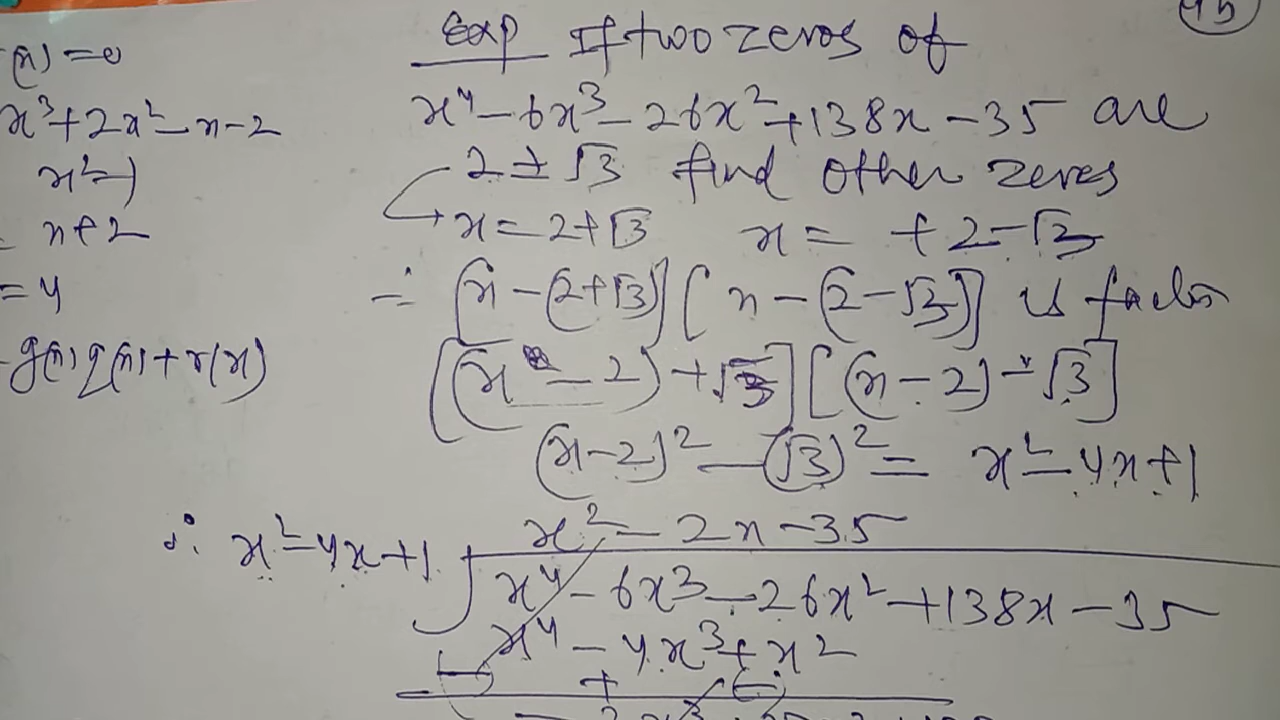 (x) = 0
x³ + 2x² - x - 2
x² - 1
= x + 2
= 4
g(x) q(x) + r(x)
Exp If two zeros of
x⁴ - 6x³ - 26x² + 138x - 35 are
2 ± √3 find other zeres
x = 2 + √3 x = + 2 - √3
∴ [x - (2 + √3)] [x - (2 - √3)] is factor
[(x - 2) + √3] [(x - 2) - √3]
(x - 2)² - (√3)² = x² - 4x + 1
x² - 2x - 35
∴ x² - 4x + 1 ) x⁴ - 6x³ - 26x² + 138x - 35
x⁴ - 4x³ + x²
(-) + (-)